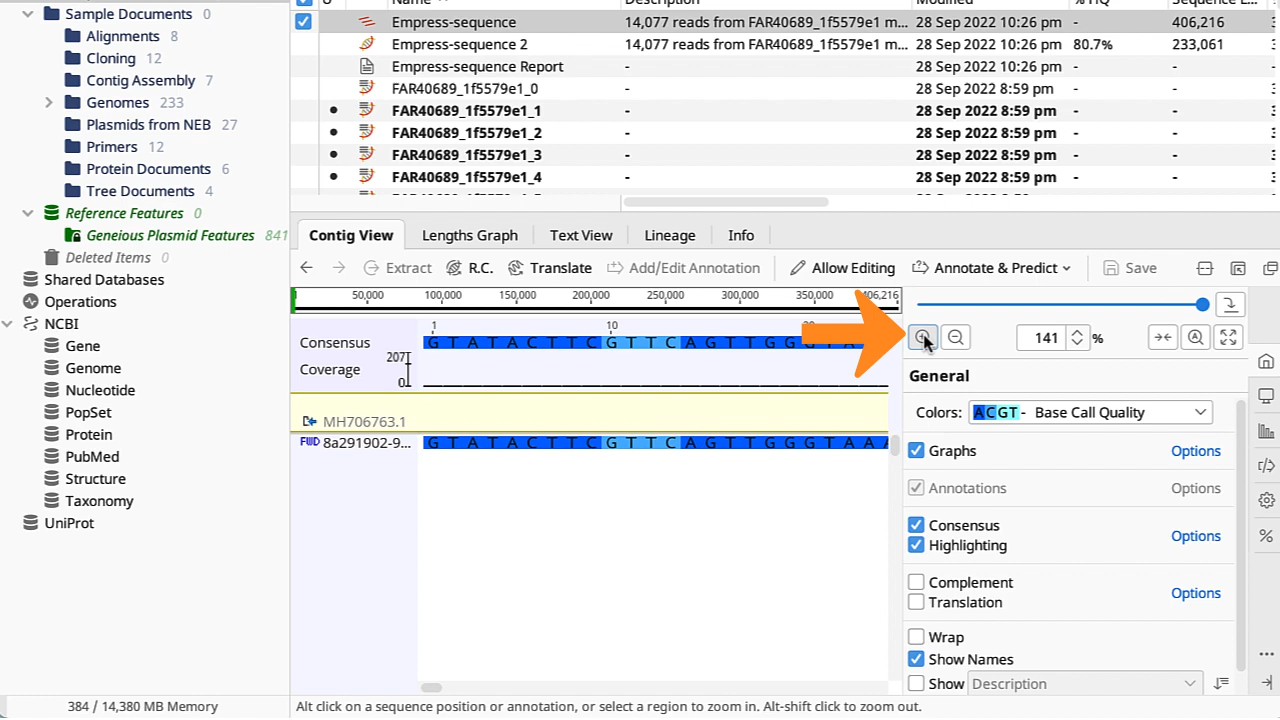 Sample Documents 0
Alignments 8
Cloning 12
Contig Assembly 7
Genomes 233
Plasmids from NEB 27
Primers 12
Protein Documents 6
Tree Documents 4
Reference Features 0
Geneious Plasmid Features 841
Deleted Items 0
Shared Databases
Operations
NCBI
Gene
Genome
Nucleotide
PopSet
Protein
PubMed
Structure
Taxonomy
UniProt
384 / 14,380 MB Memory
Name Description Modified % HQ Sequence L...
Empress-sequence 14,077 reads from FAR40689_1f5579e1 m... 28 Sep 2022 10:26 pm - 406,216
Empress-sequence 2 14,077 reads from FAR40689_1f5579e1 m... 28 Sep 2022 10:26 pm 80.7% 233,061
Empress-sequence Report - 28 Sep 2022 10:26 pm - -
FAR40689_1f5579e1_0 - 28 Sep 2022 8:59 pm - -
FAR40689_1f5579e1_1 - 28 Sep 2022 8:59 pm - -
FAR40689_1f5579e1_2 - 28 Sep 2022 8:59 pm - -
FAR40689_1f5579e1_3 - 28 Sep 2022 8:59 pm - -
FAR40689_1f5579e1_4 - 28 Sep 2022 8:59 pm - -
Contig View Lengths Graph Text View Lineage Info
Extract R.C. Translate Add/Edit Annotation Allow Editing Annotate & Predict Save
50,000 100,000 150,000 200,000 250,000 300,000 350,000 406,216
1 10
Consensus G T A T A C T T C G T T C A G T T G G G T A
Coverage 207
0
MH706763.1
FWD 8a291902-9... G T A T A C T T C G T T C A G T T G G G T A A A
141 %
General
Colors: ACGT - Base Call Quality
Graphs Options
Annotations Options
Consensus
Highlighting Options
Complement
Translation Options
Wrap
Show Names
Show Description
Alt click on a sequence position or annotation, or select a region to zoom in. Alt-shift click to zoom out.